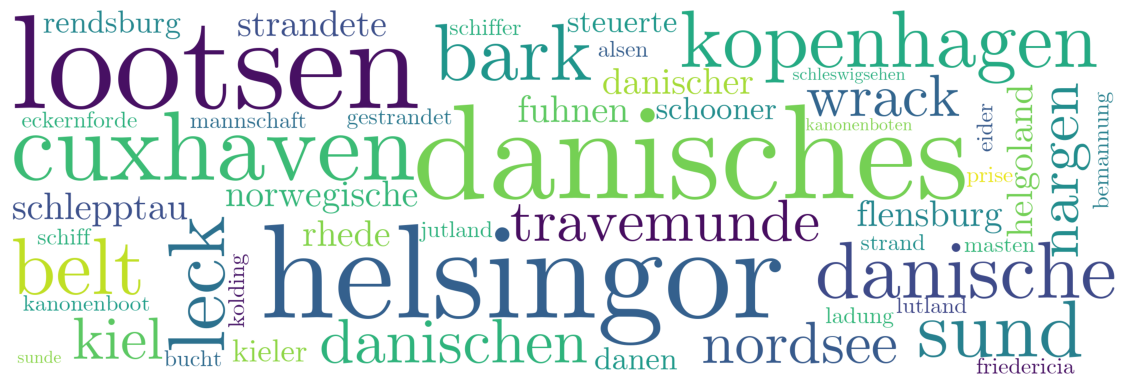 rendsburg strandete schiffer steuerte kopenhagen
lootsen bark alsen
danischer schleswigsehen
eckernforde mannschaft gestrandet fuhnen schooner wrack
kanonenboten eider helgoland nargen bemannung
cuxhaven danisches prise
norwegische
schlepptau travemunde flensburg
schiff leck rhede jutland strand masten
belt helsingor danische
kanonenboot kolding lutland
kiel danischen ladung sund
sunde bucht kieler danen nordsee friedericia